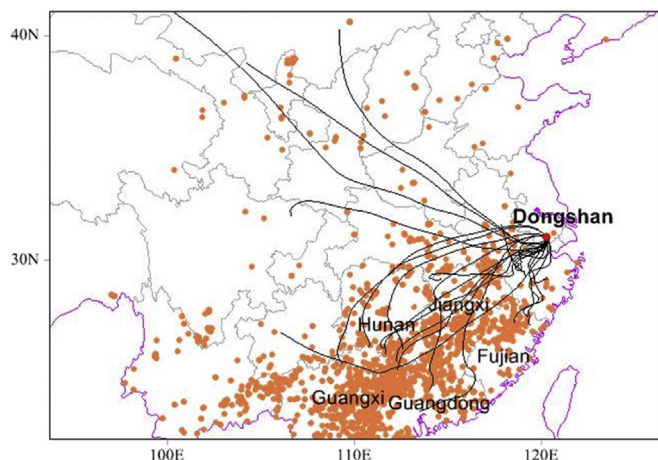 40N
Dongshan
30N
Jiangxi
Hunan
Fujian
Guangxi
Guangdong
100E
110E
120E